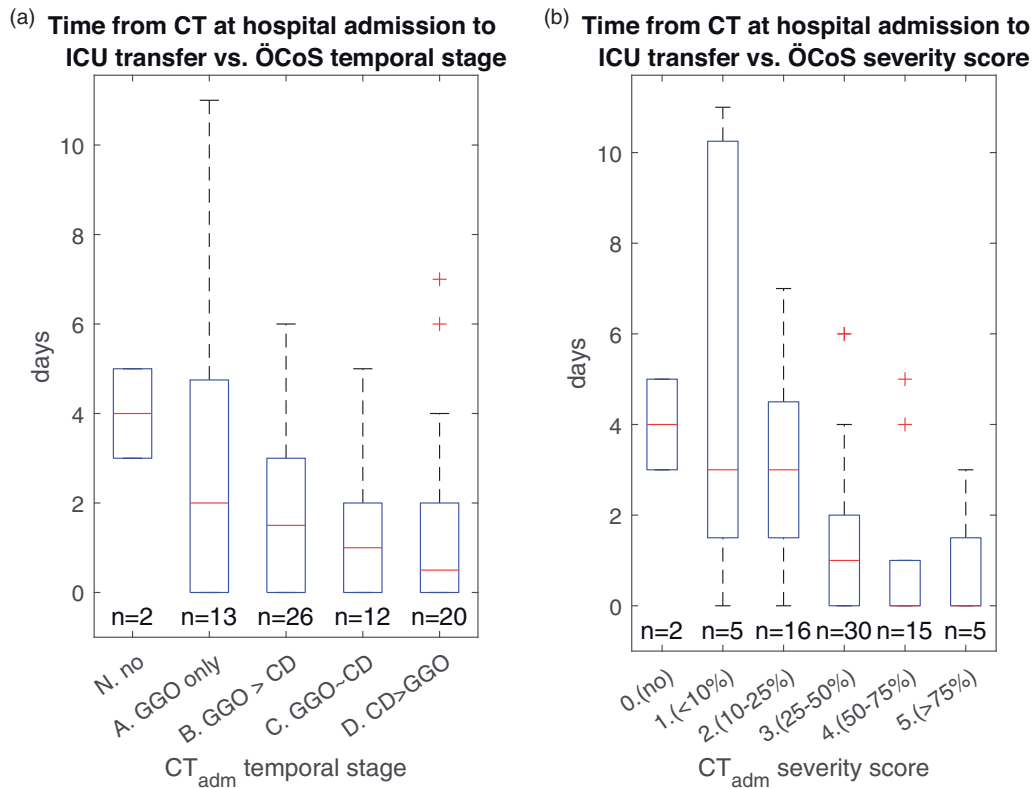 (a) Time from CT at hospital admission to
ICU transfer vs. ÖCoS temporal stage
days
10
8
6
4
2
0
n=2 n=13 n=26 n=12 n=20
N. no
A. GGO only
B. GGO > CD
C. GGO~CD
D. CD>GGO
CTadm temporal stage
(b) Time from CT at hospital admission to
ICU transfer vs. ÖCoS severity score
days
10
8
6
4
2
0
n=2 n=5 n=16 n=30 n=15 n=5
0.(no)
1.(<10%)
2.(10-25%)
3.(25-50%)
4.(50-75%)
5.(>75%)
CTadm severity score